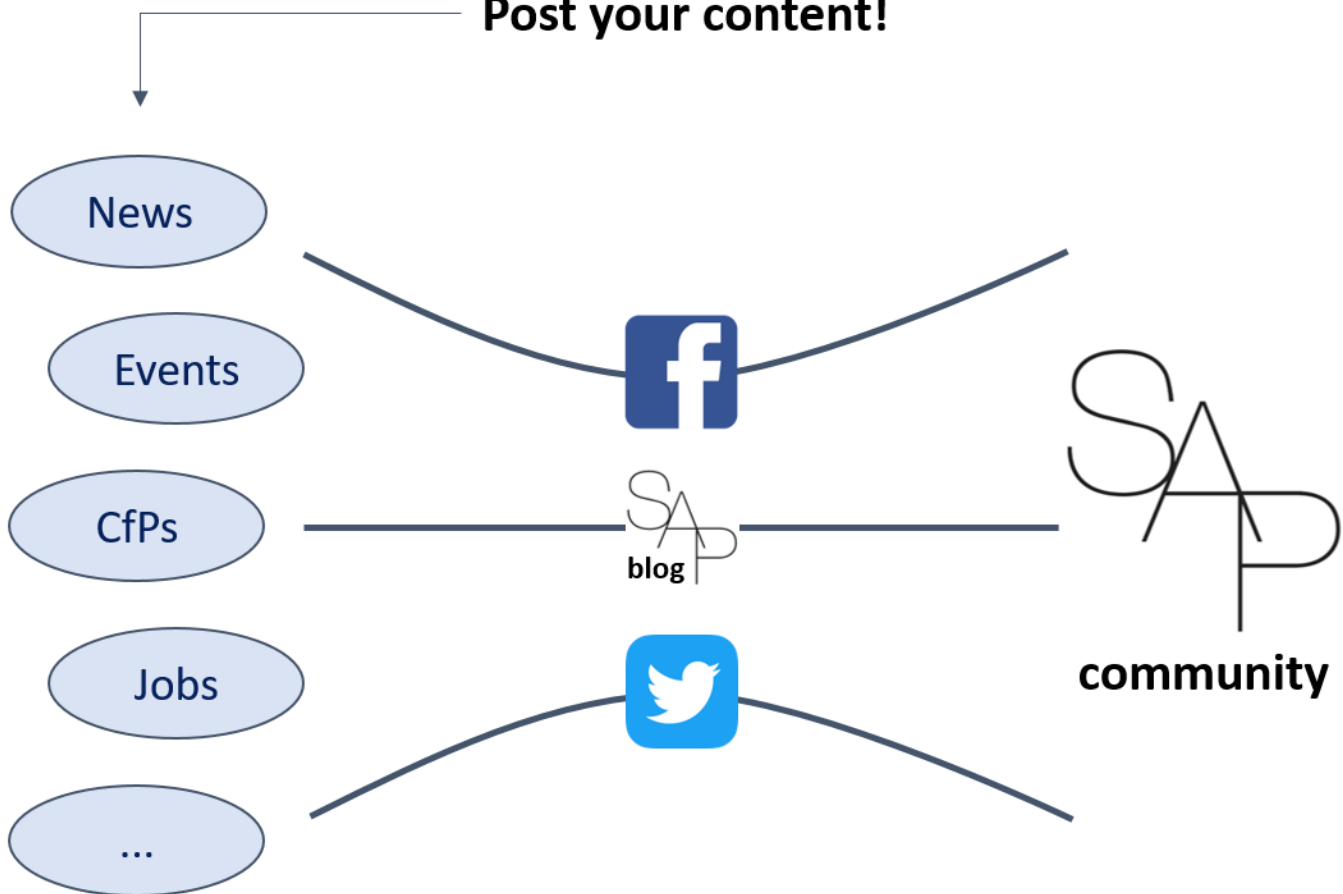 Post your content!
News
Events
CfPs
Jobs
...
SAP
blog
SAP
community